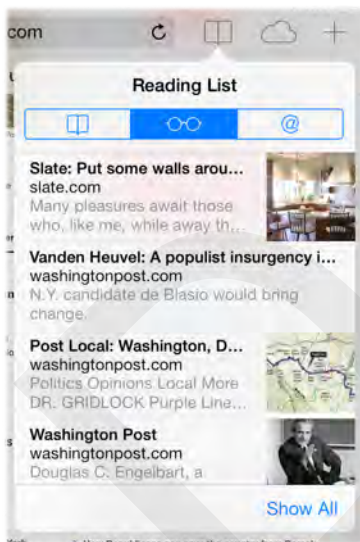 com
Reading List
@
Slate: Put some walls arou...
slate.com
Many pleasures await those
who, like me, while away th...
Vanden Heuvel: A populist insurgency i...
washingtonpost.com
N.Y. candidate de Blasio would bring
change.
Post Local: Washington, D...
washingtonpost.com
Politics Opinions Local More
DR. GRIDLOCK Purple Line...
Washington Post
washingtonpost.com
Douglas C. Engelbart, a
Show All